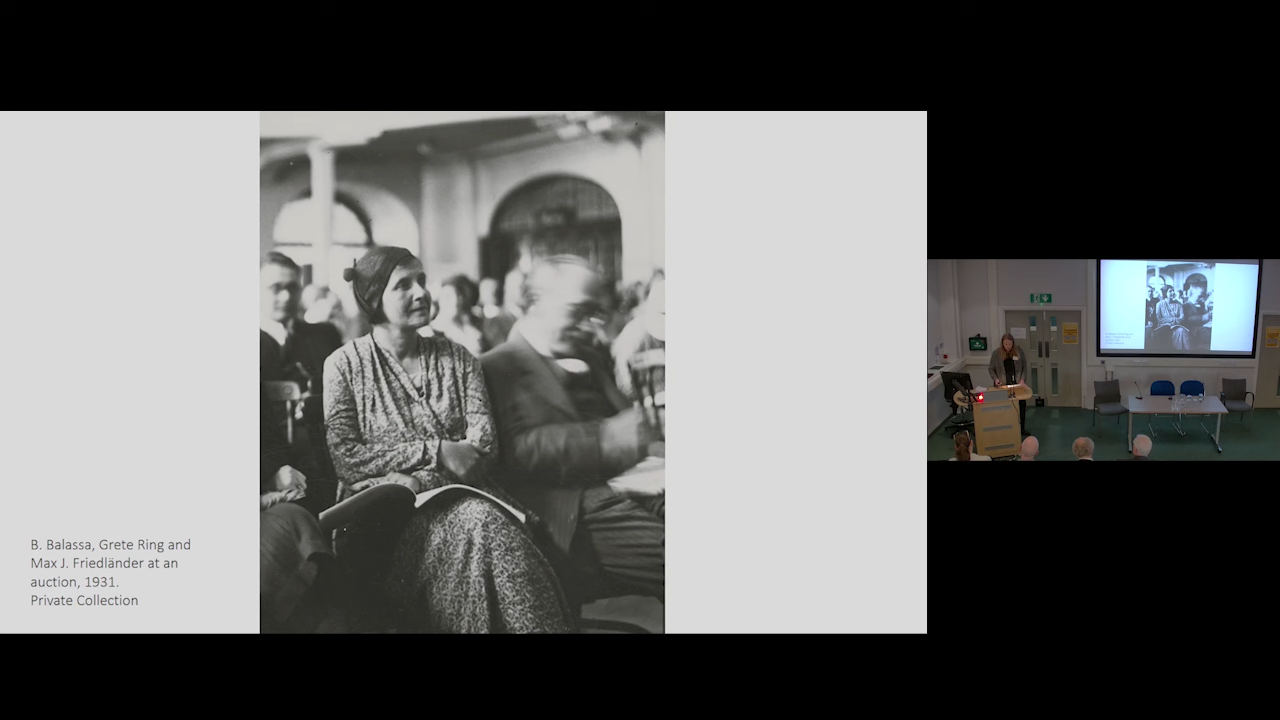 B. Balassa, Grete Ring and
Max J. Friedländer at an
auction, 1931.
Private Collection